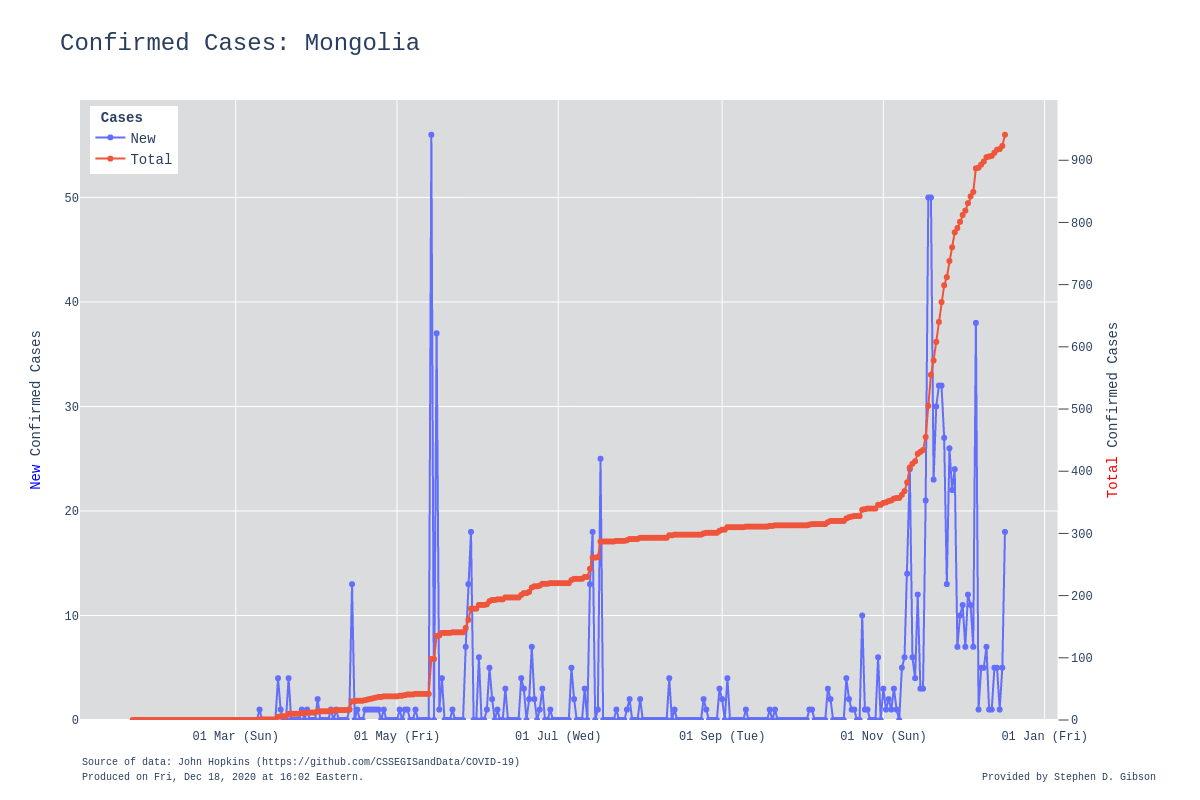 Confirmed Cases: Mongolia
Cases
New
Total
50
40
30
20
10
0
New Confirmed Cases
900
800
700
600
500
400
300
200
100
0
Total Confirmed Cases
01 Mar (Sun)
01 May (Fri)
01 Jul (Wed)
01 Sep (Tue)
01 Nov (Sun)
01 Jan (Fri)
Source of data: John Hopkins (https://github.com/CSSEGISandData/COVID-19)
Produced on Fri, Dec 18, 2020 at 16:02 Eastern.
Provided by Stephen D. Gibson